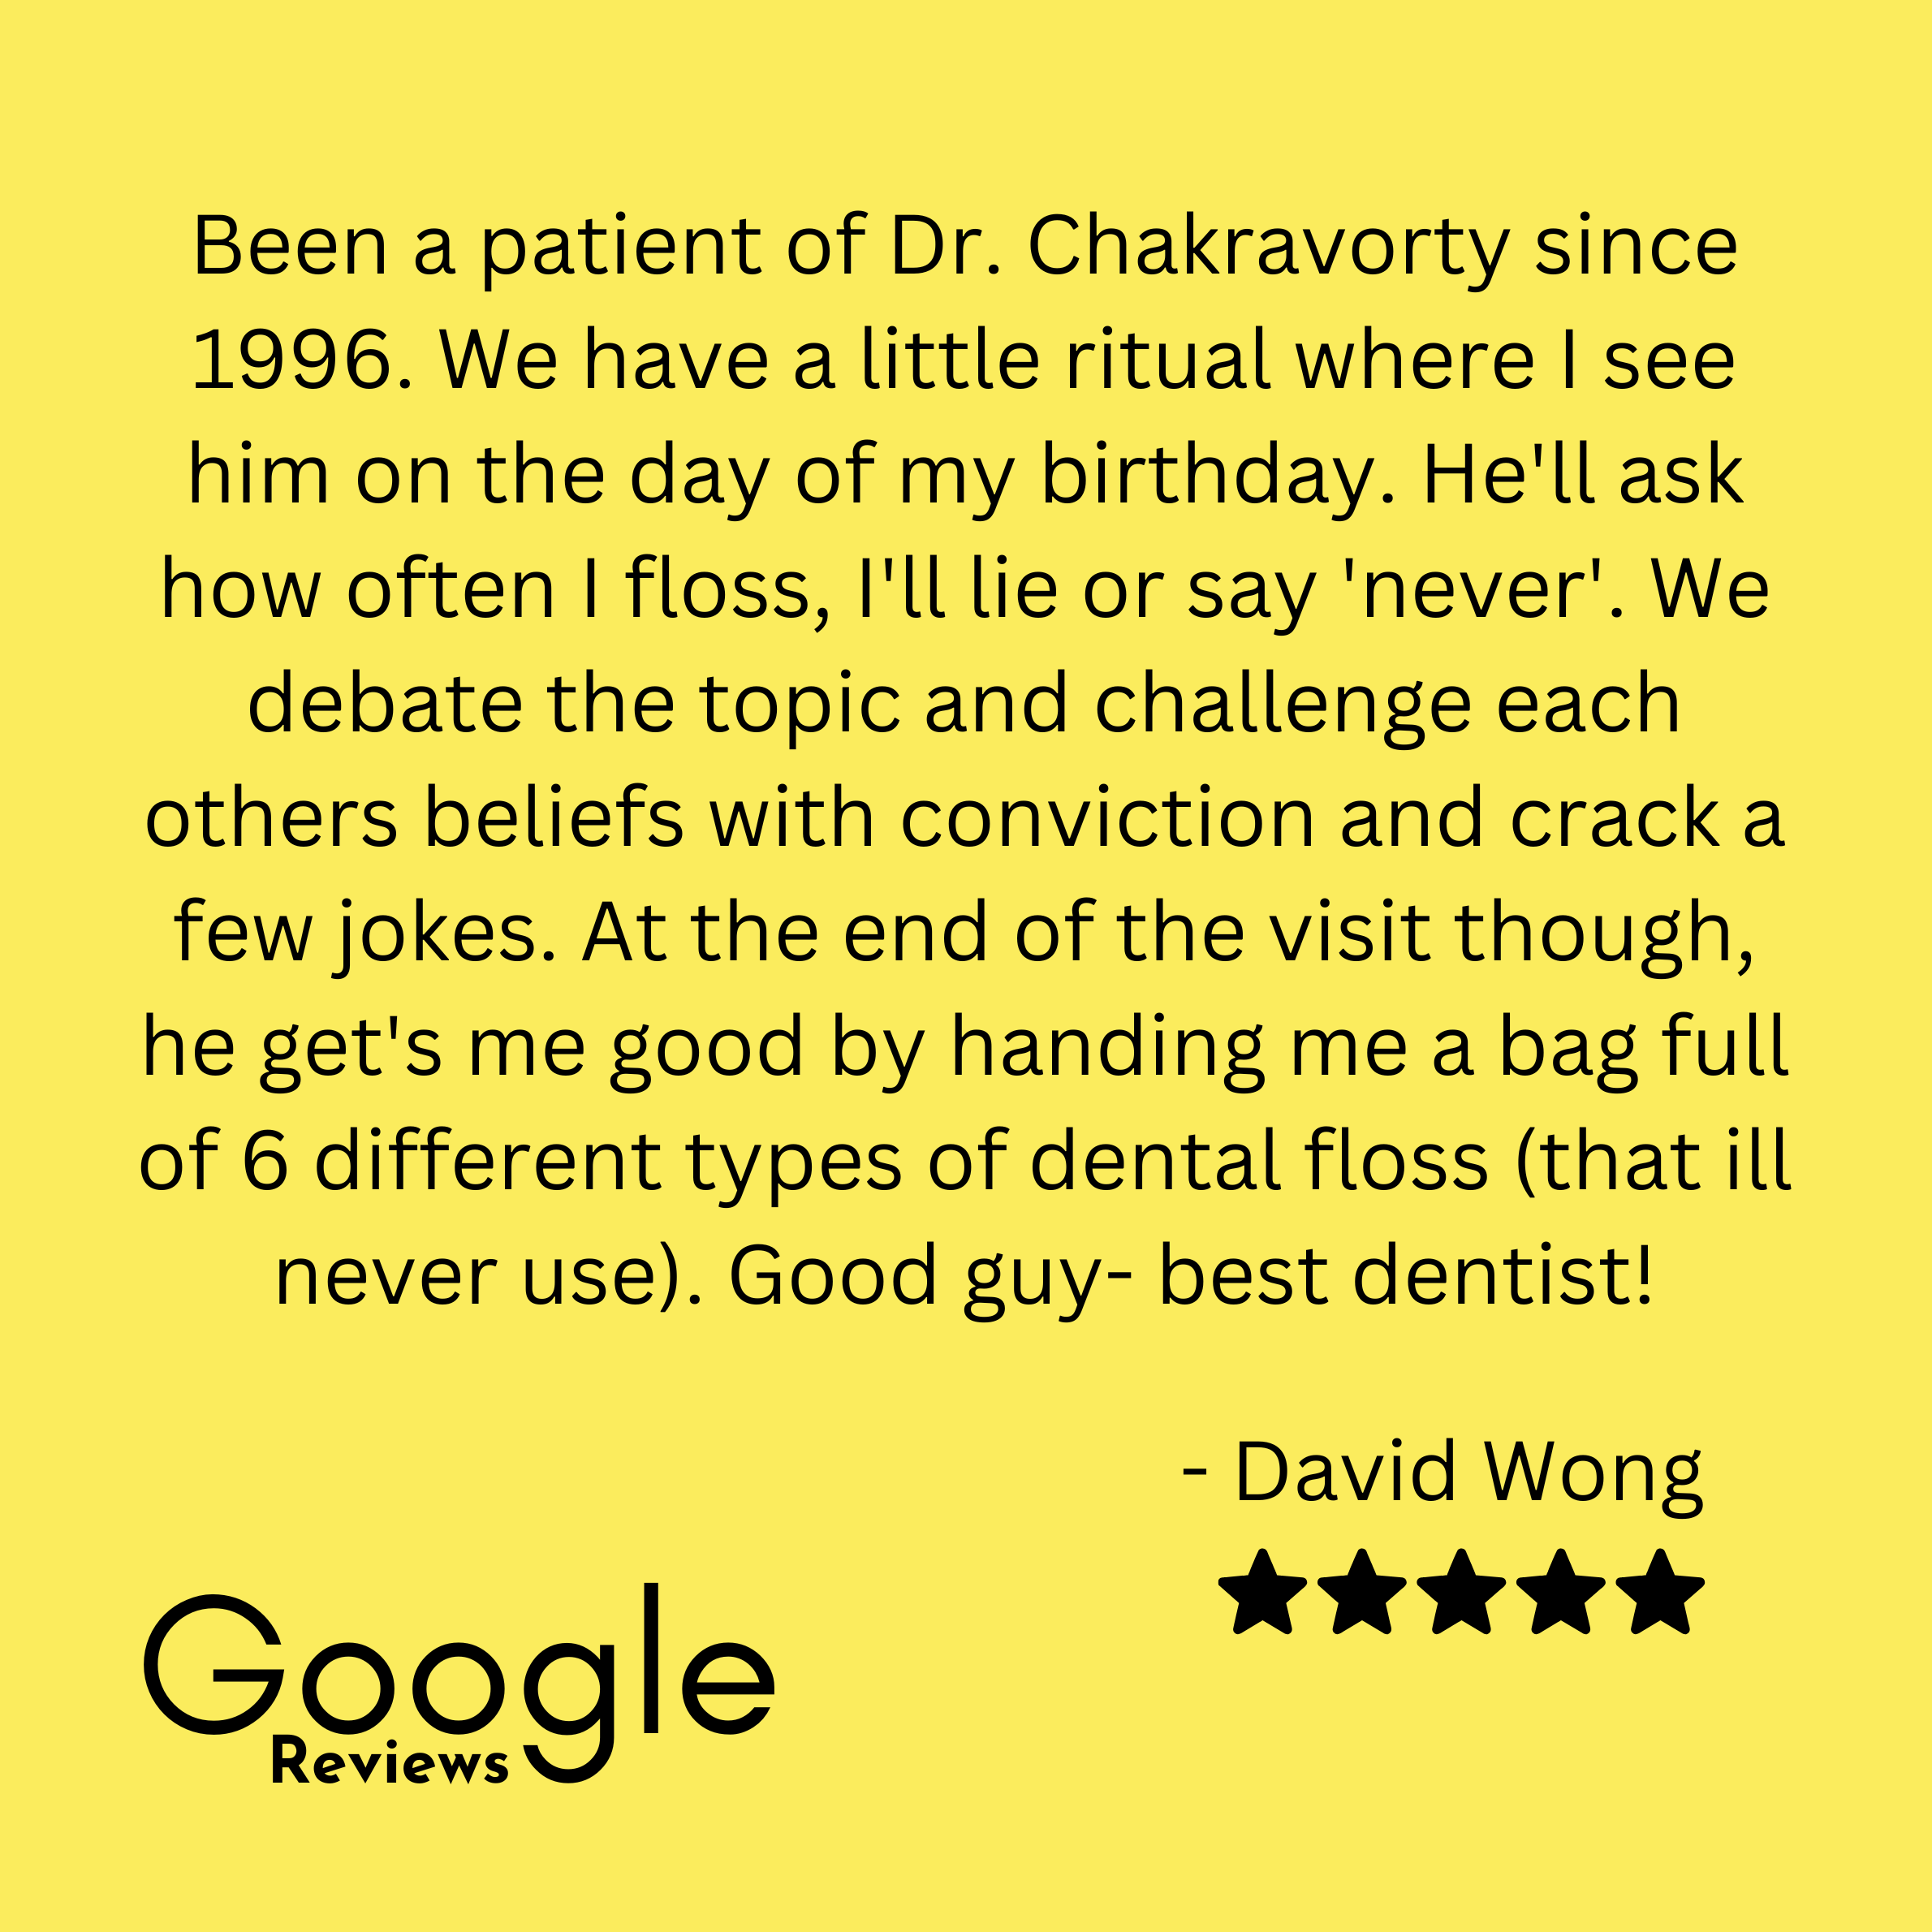 Been a patient of Dr. Chakravorty since
1996. We have a little ritual where I see
him on the day of my birthday. He'll ask
how often I floss, I'll lie or say 'never'. We
debate the topic and challenge each
others beliefs with conviction and crack a
few jokes. At the end of the visit though,
he get's me good by handing me a bag full
of 6 different types of dental floss (that ill
never use). Good guy- best dentist!
- David Wong
Google
Reviews